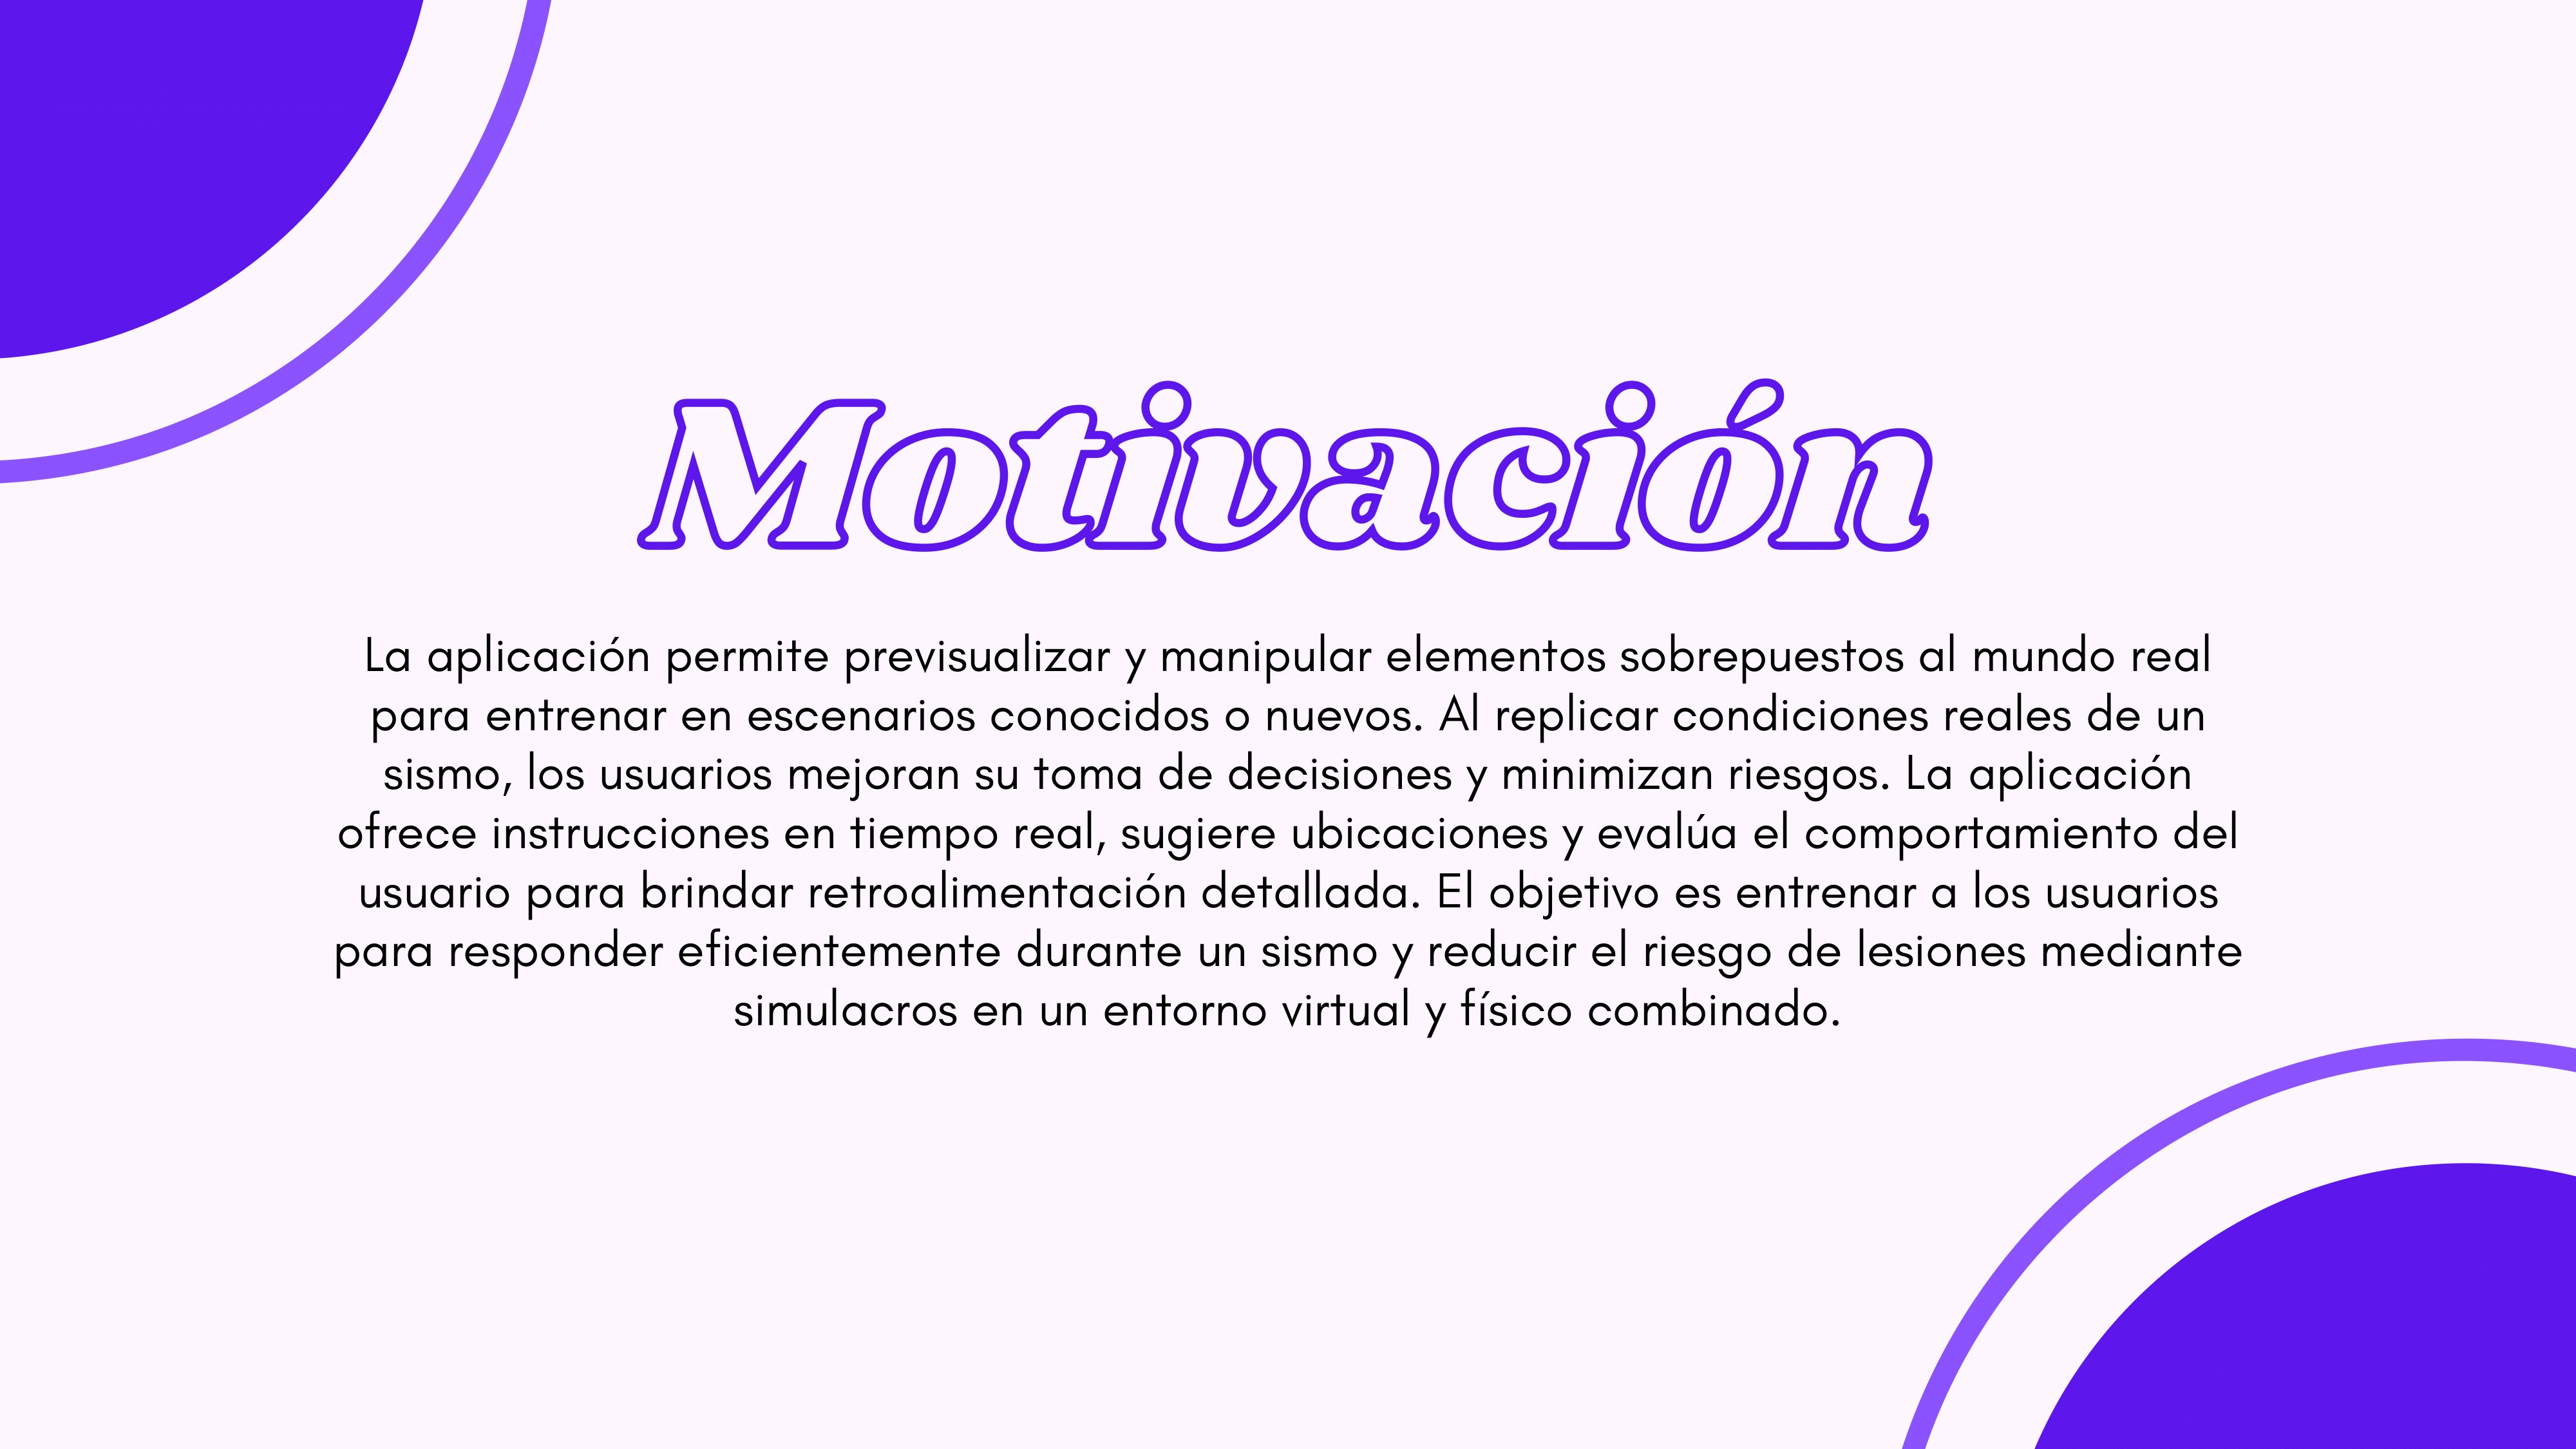 Motivación
La aplicación permite previsualizar y manipular elementos sobrepuestos al mundo real
para entrenar en escenarios conocidos o nuevos. Al replicar condiciones reales de un
sismo, los usuarios mejoran su toma de decisiones y minimizan riesgos. La aplicación
ofrece instrucciones en tiempo real, sugiere ubicaciones y evalúa el comportamiento del
usuario para brindar retroalimentación detallada. El objetivo es entrenar a los usuarios
para responder eficientemente durante un sismo y reducir el riesgo de lesiones mediante
simulacros en un entorno virtual y físico combinado.